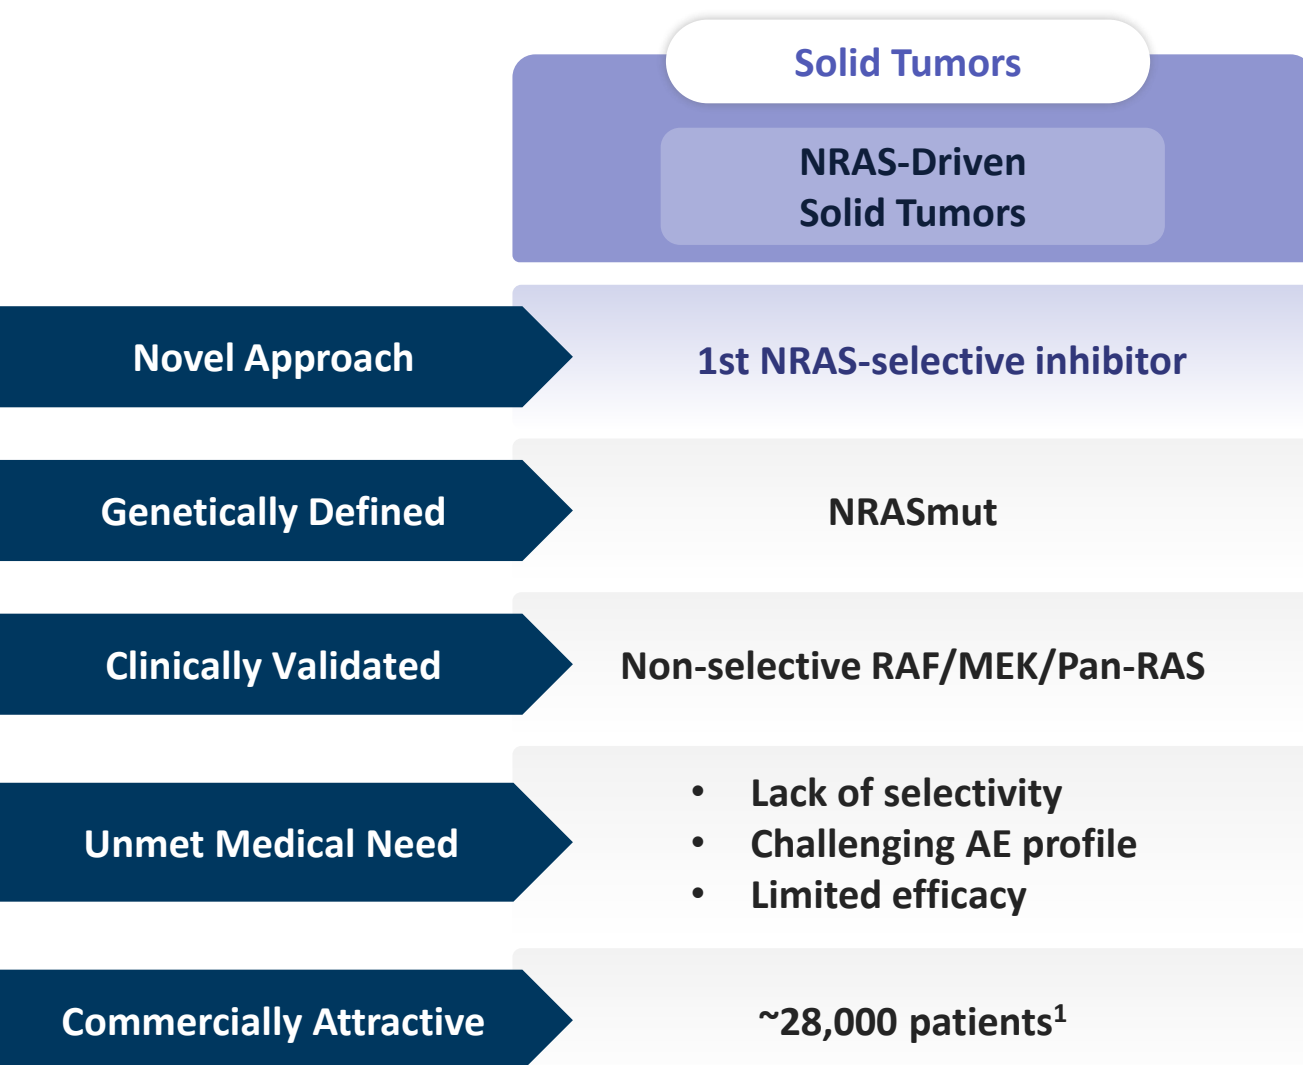 Solid Tumors
NRAS-Driven
Solid Tumors
Novel Approach
1st NRAS-selective inhibitor
Genetically Defined
NRASmut
Clinically Validated
Non-selective RAF/MEK/Pan-RAS
Unmet Medical Need
• Lack of selectivity
• Challenging AE profile
• Limited efficacy
Commercially Attractive
~28,000 patients¹